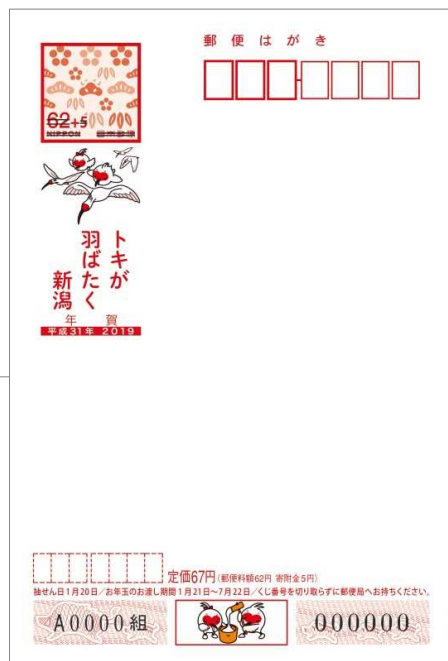 郵便はがき
62+5
NIPPON 日本郵便
トキが
羽ばたく
新潟
年 賀
平成31年 2019
定価67円(郵便料額62円 寄附金5円)
抽せん日1月20日/お年玉のお渡し期間1月21日～7月22日/くじ番号を切り取らずに郵便局へお持ちください。
A0000組
000000